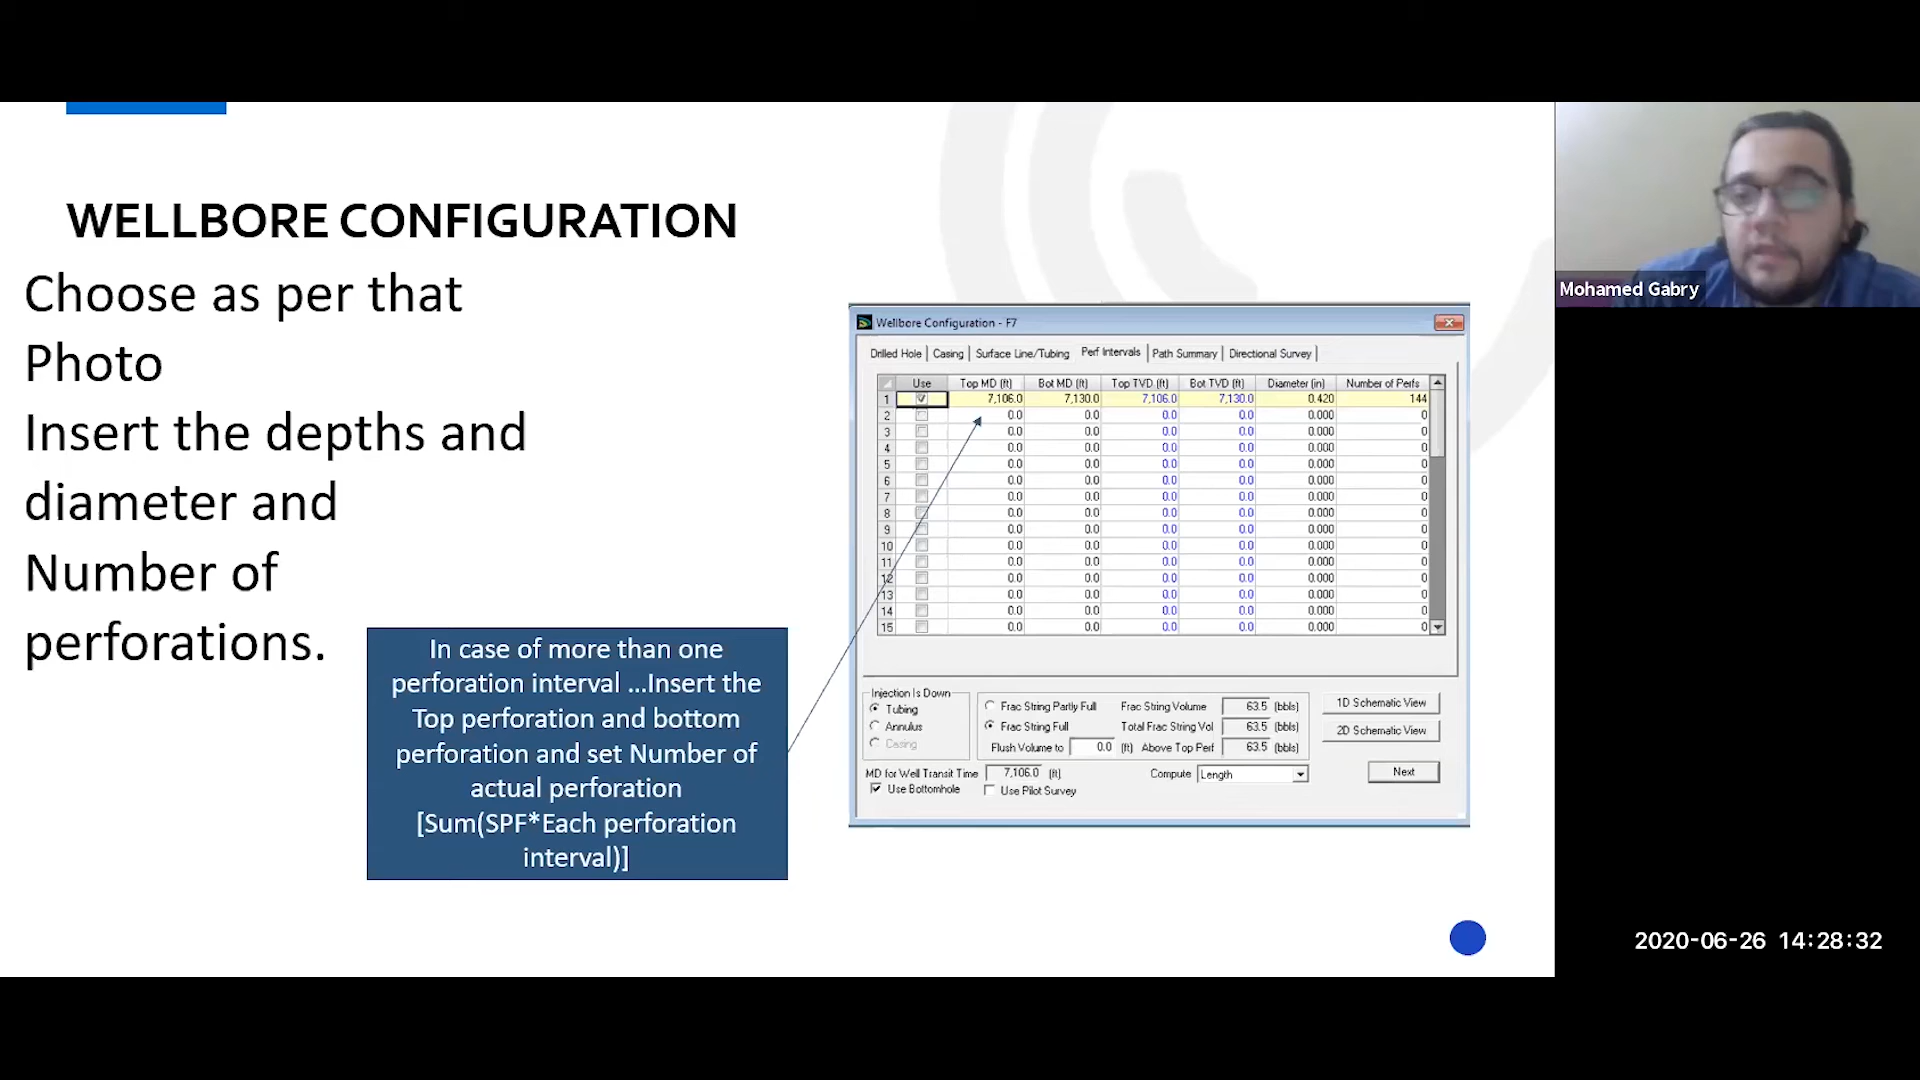 WELLBORE CONFIGURATION
Choose as per that
Photo
Insert the depths and
diameter and
Number of
perforations.
In case of more than one
perforation interval ...Insert the
Top perforation and bottom
perforation and set Number of
actual perforation
[Sum(SPF*Each perforation
interval)]
Wellbore Configuration - F7
Drilled Hole Casing Surface Line/Tubing Perf Intervals Path Summary Directional Survey
Use Top MD (ft) Bot MD (ft) Top TVD (ft) Bot TVD (ft) Diameter (in) Number of Perfs
1 7,106.0 7,130.0 7,106.0 7,130.0 0.420 144
2 0.0 0.0 0.0 0.0 0.000 0
3 0.0 0.0 0.0 0.0 0.000 0
4 0.0 0.0 0.0 0.0 0.000 0
5 0.0 0.0 0.0 0.0 0.000 0
6 0.0 0.0 0.0 0.0 0.000 0
7 0.0 0.0 0.0 0.0 0.000 0
8 0.0 0.0 0.0 0.0 0.000 0
9 0.0 0.0 0.0 0.0 0.000 0
10 0.0 0.0 0.0 0.0 0.000 0
11 0.0 0.0 0.0 0.0 0.000 0
12 0.0 0.0 0.0 0.0 0.000 0
13 0.0 0.0 0.0 0.0 0.000 0
14 0.0 0.0 0.0 0.0 0.000 0
15 0.0 0.0 0.0 0.0 0.000 0
Injection Is Down
Tubing
Annulus
Casing
Frac String Partly Full Frac String Volume 63.5 (bbls)
Frac String Full Total Frac String Vol 63.5 (bbls)
Flush Volume to 0.0 (ft) Above Top Perf 63.5 (bbls)
1D Schematic View
2D Schematic View
MD for Well Transit Time 7,106.0 (ft) Compute Length Next
Use Bottomhole Use Pilot Survey
Mohamed Gabry
2020-06-26 14:28:32